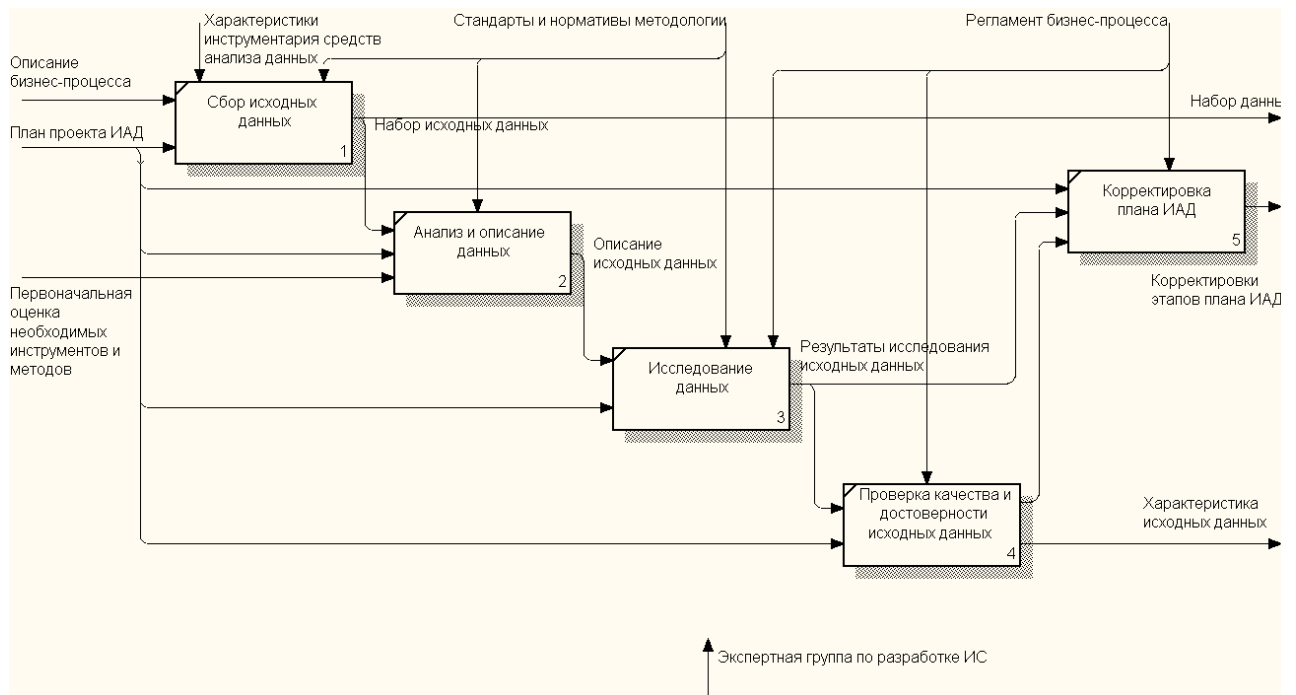 Характеристики
инструментария средств
анализа данных
Стандарты и нормативы методологии
Регламент бизнес-процесса
Описание
бизнес-процесса
План проекта ИАД
Сбор исходных
данных
1
Набор исходных данных
Набор данн
Корректировка
плана ИАД
5
Анализ и описание
данных
2
Описание
исходных данных
Корректировки
этапов плана ИАД
Первоначальная
оценка
необходимых
инструментов и
методов
Исследование
данных
3
Результаты исследования
исходных данных
Проверка качества и
достоверности
исходных данных
4
Характеристика
исходных данных
Экспертная группа по разработке ИС